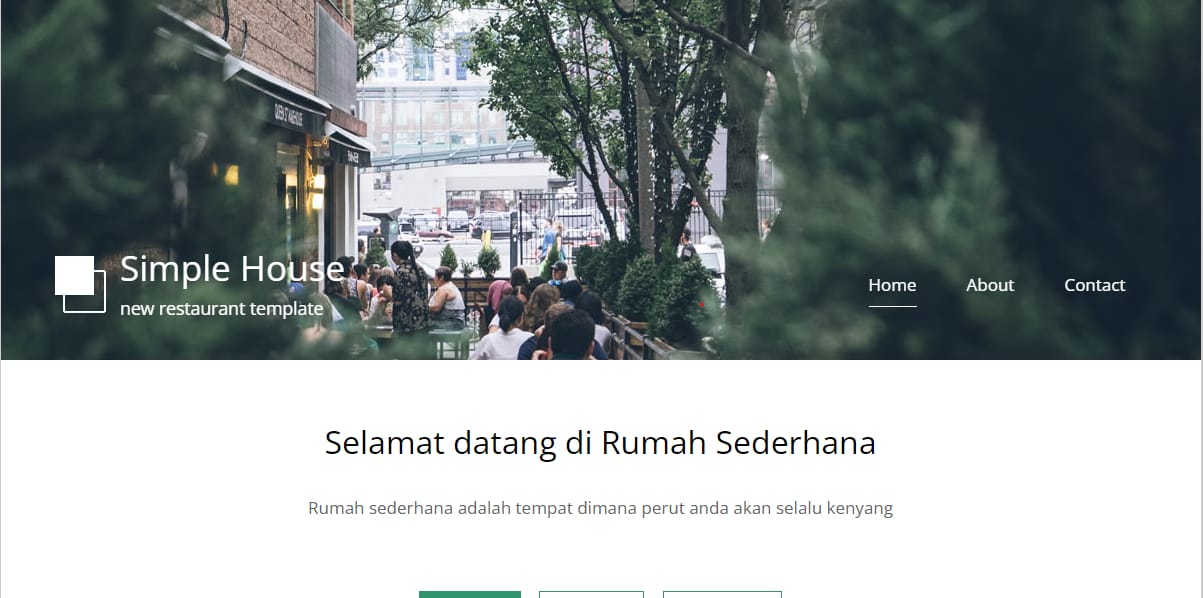 Simple House
new restaurant template
Home About Contact
Selamat datang di Rumah Sederhana
Rumah sederhana adalah tempat dimana perut anda akan selalu kenyang